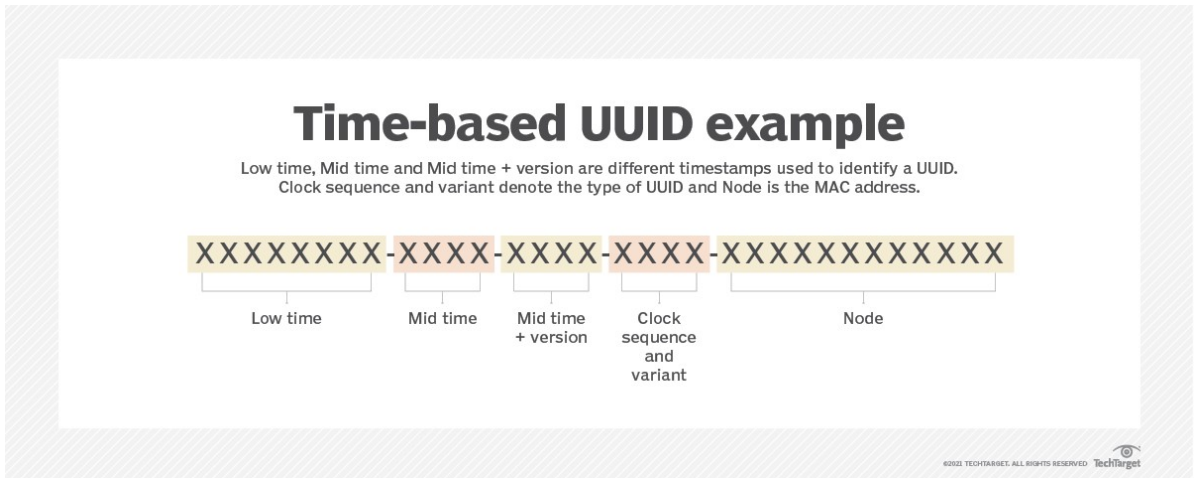 Time-based UUID example
Low time, Mid time and Mid time + version are different timestamps used to identify a UUID.
Clock sequence and variant denote the type of UUID and Node is the MAC address.
XXXXXXXX-XXXX-XXXX-XXXX-XXXXXXXXXXXX
Low time
Mid time
Mid time
+ version
Clock
sequence
and
variant
Node
©2021 TECHTARGET. ALL RIGHTS RESERVED TechTarget